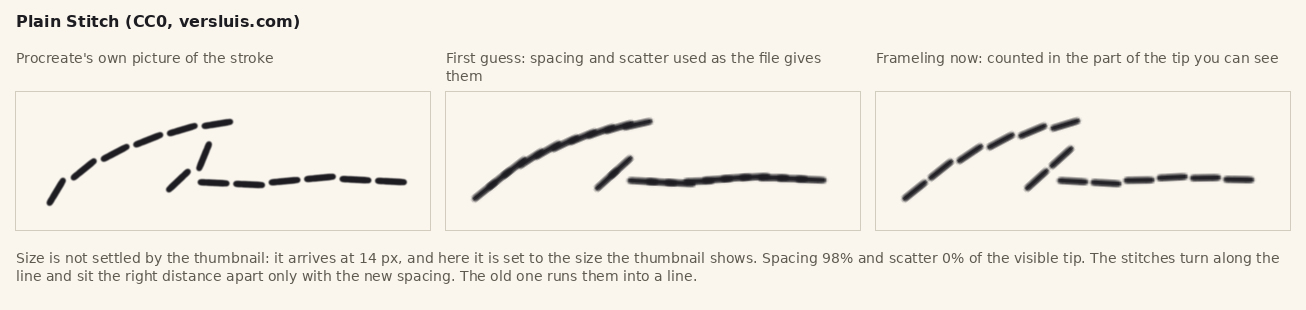 Plain Stitch (CC0, versluis.com)
Procreate's own picture of the stroke
First guess: spacing and scatter used as the file gives
them
Frameling now: counted in the part of the tip you can see
Size is not settled by the thumbnail: it arrives at 14 px, and here it is set to the size the thumbnail shows. Spacing 98% and scatter 0% of the visible tip. The stitches turn along the
line and sit the right distance apart only with the new spacing. The old one runs them into a line.